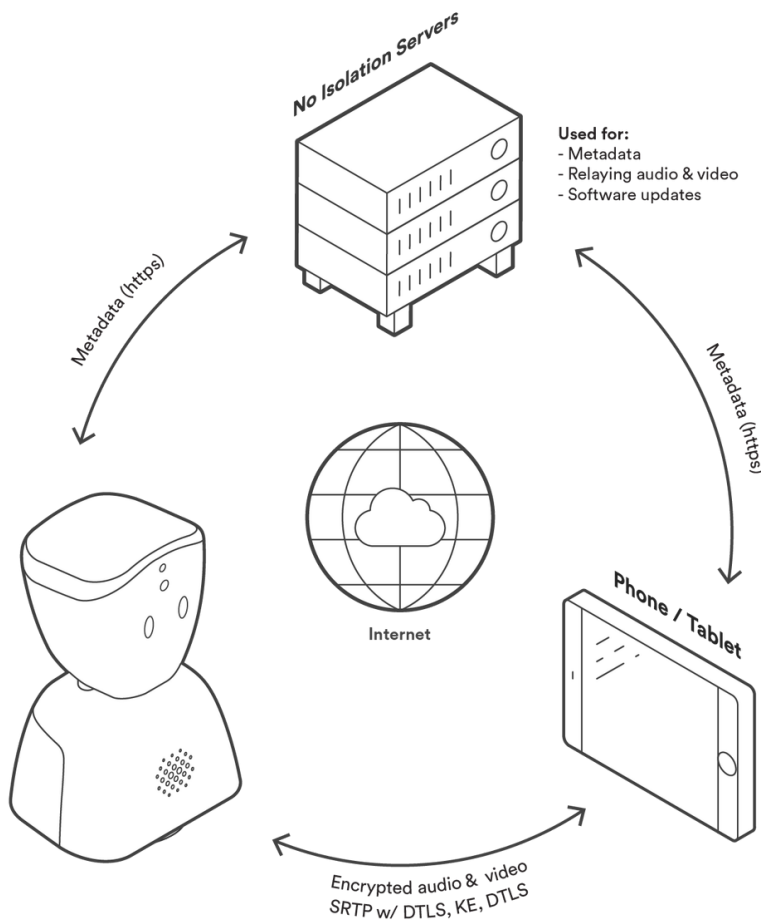 No Isolation Servers
Used for:
- Metadata
- Relaying audio & video
- Software updates
Metadata (https)
Metadata (https)
Internet
Phone / Tablet
Encrypted audio & video
SRTP w/ DTLS, KE, DTLS